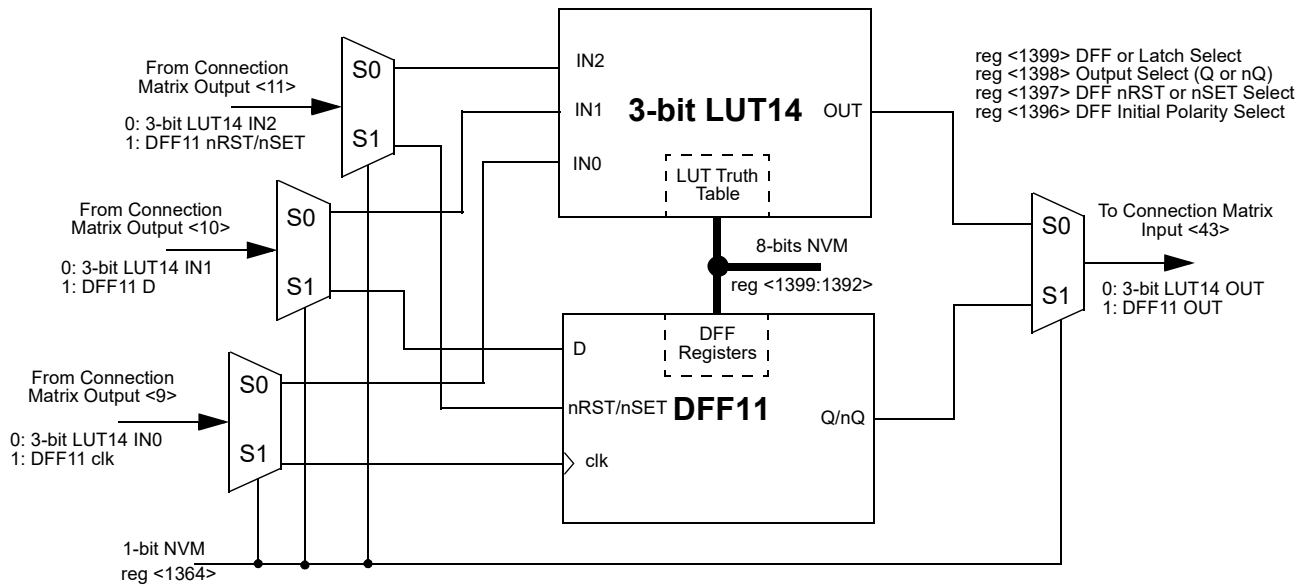 From Connection
Matrix Output <11>
0: 3-bit LUT14 IN2
1: DFF11 nRST/nSET
S0
S1
From Connection
Matrix Output <10>
0: 3-bit LUT14 IN1
1: DFF11 D
S0
S1
From Connection
Matrix Output <9>
0: 3-bit LUT14 IN0
1: DFF11 clk
S0
S1
1-bit NVM
reg <1364>
IN2
IN1
IN0
3-bit LUT14
OUT
LUT Truth
Table
8-bits NVM
reg <1399:1392>
DFF
Registers
D
nRST/nSET
DFF11
Q/nQ
clk
reg <1399> DFF or Latch Select
reg <1398> Output Select (Q or nQ)
reg <1397> DFF nRST or nSET Select
reg <1396> DFF Initial Polarity Select
S0
S1
To Connection Matrix
Input <43>
0: 3-bit LUT14 OUT
1: DFF11 OUT